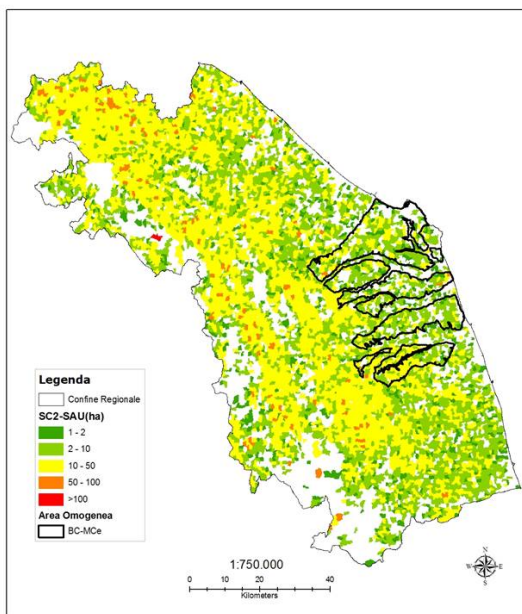 Legenda
Confine Regionale
SC2-SAU(ha)
1 - 2
2 - 10
10 - 50
50 - 100
>100
Area Omogenea
BC-MCe
1:750.000
0 10 20 40
Kilometers
N
W E
S